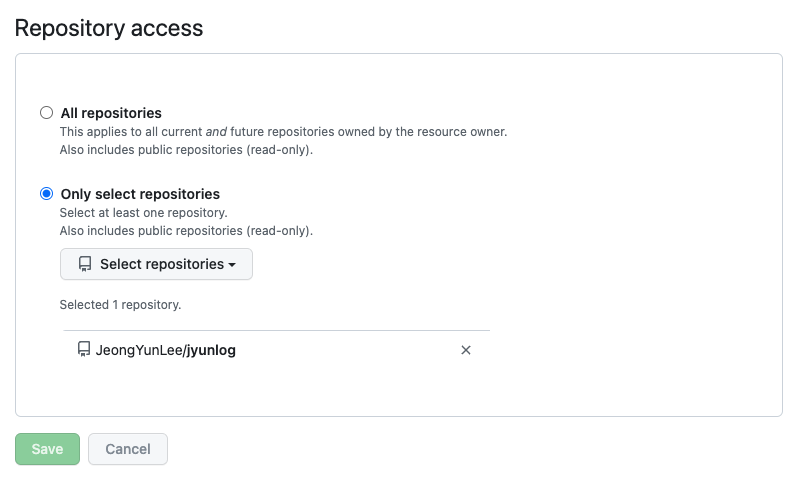 Repository access
All repositories
This applies to all current and future repositories owned by the resource owner.
Also includes public repositories (read-only).
Only select repositories
Select at least one repository.
Also includes public repositories (read-only).
Select repositories
Selected 1 repository.
JeongYunLee/jyunlog
Save Cancel